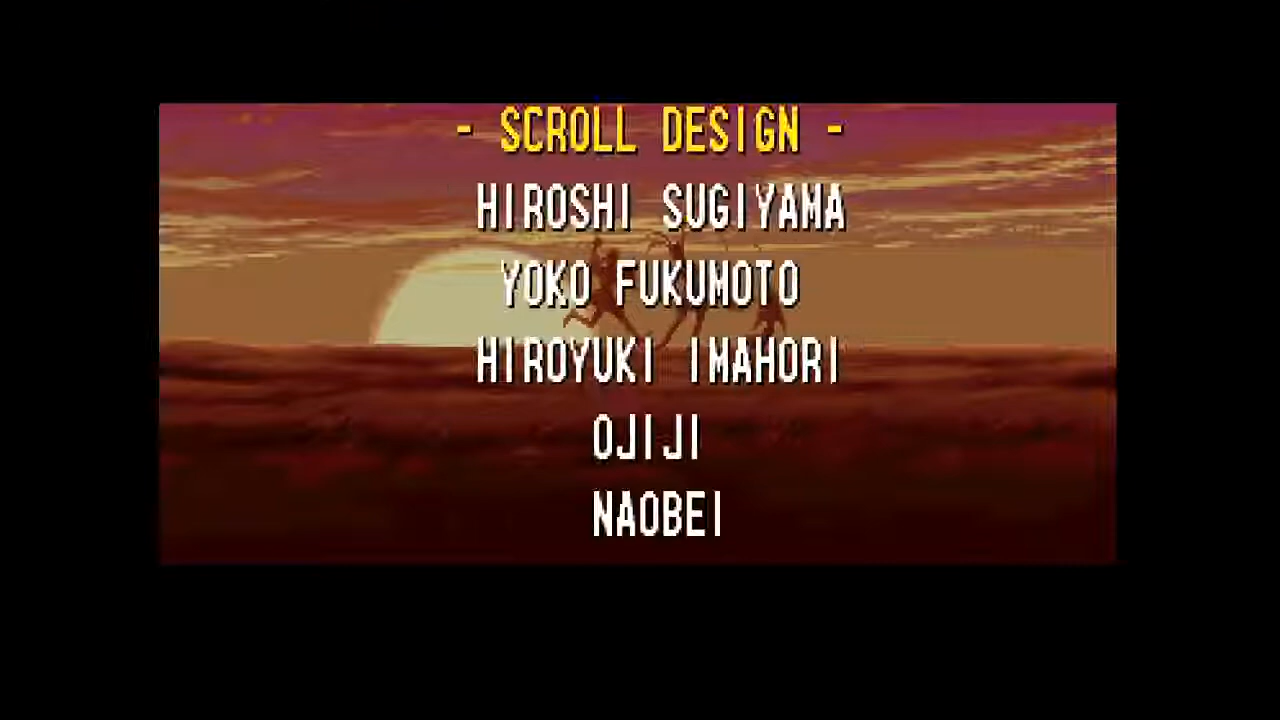 - SCROLL DESIGN -
HIROSHI SUGIYAMA
YOKO FUKUMOTO
HIROYUKI IMAHORI
OJIJI
NAOBEI